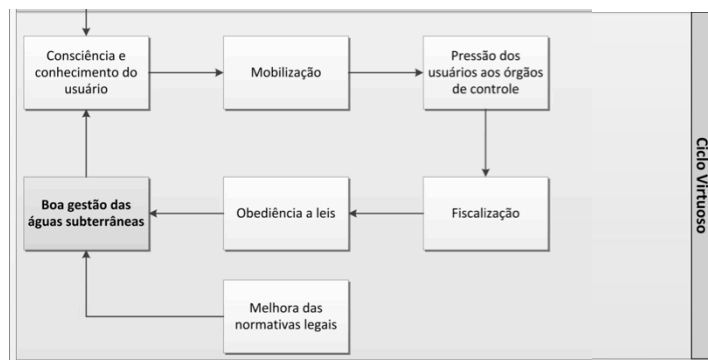 Consciência e
conhecimento do
usuário
Mobilização
Pressão dos
usuários aos órgãos
de controle
Boa gestão das
águas subterrâneas
Obediência a leis
Fiscalização
Melhora das
normativas legais
Ciclo Virtuoso